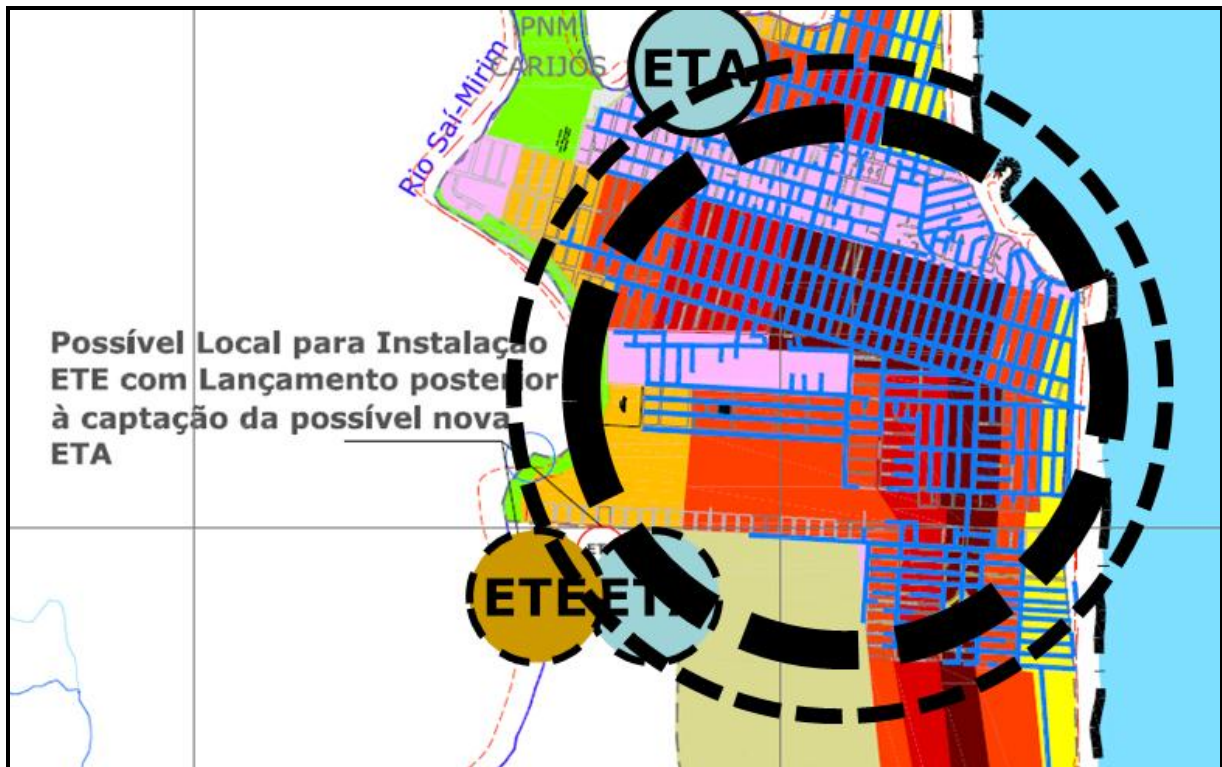 PNM
CARIJÓS
ETA
Rio Saí-Mirim
Possível Local para Instalação
ETE com Lançamento posterior
à captação da possível nova
ETA
ETE
ETA